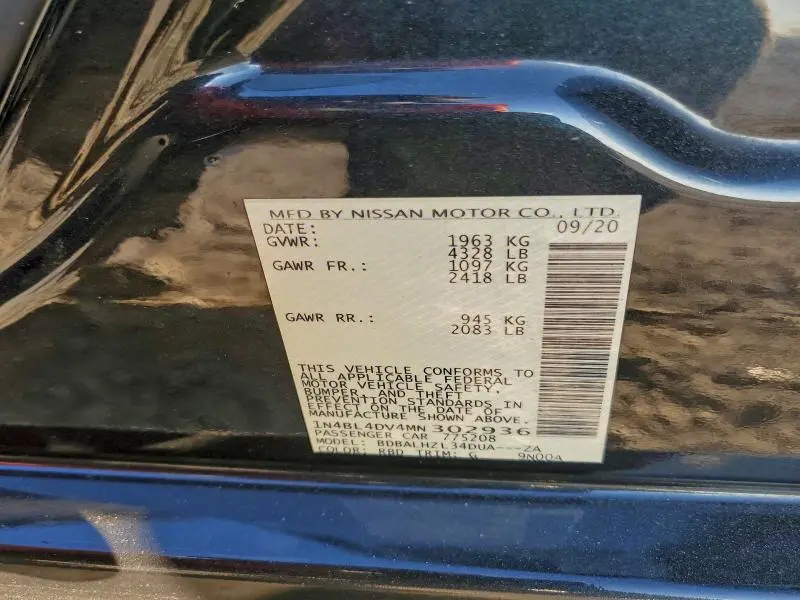 MFD BY NISSAN MOTOR CO., LTD.
DATE: 09/20
GVWR: 1963 KG
4328 LB
GAWR FR.: 1097 KG
2418 LB
GAWR RR.: 945 KG
2083 LB
THIS VEHICLE CONFORMS TO
ALL APPLICABLE FEDERAL
MOTOR VEHICLE SAFETY,
BUMPER, AND THEFT
PREVENTION STANDARDS IN
EFFECT ON THE DATE OF
MANUFACTURE SHOWN ABOVE.
1N4BL4DV4MN302936
PASSENGER CAR 775208
MODEL: BDBALHZL34DUA---ZA
COLOR: RBD TRIM: G 9N00A